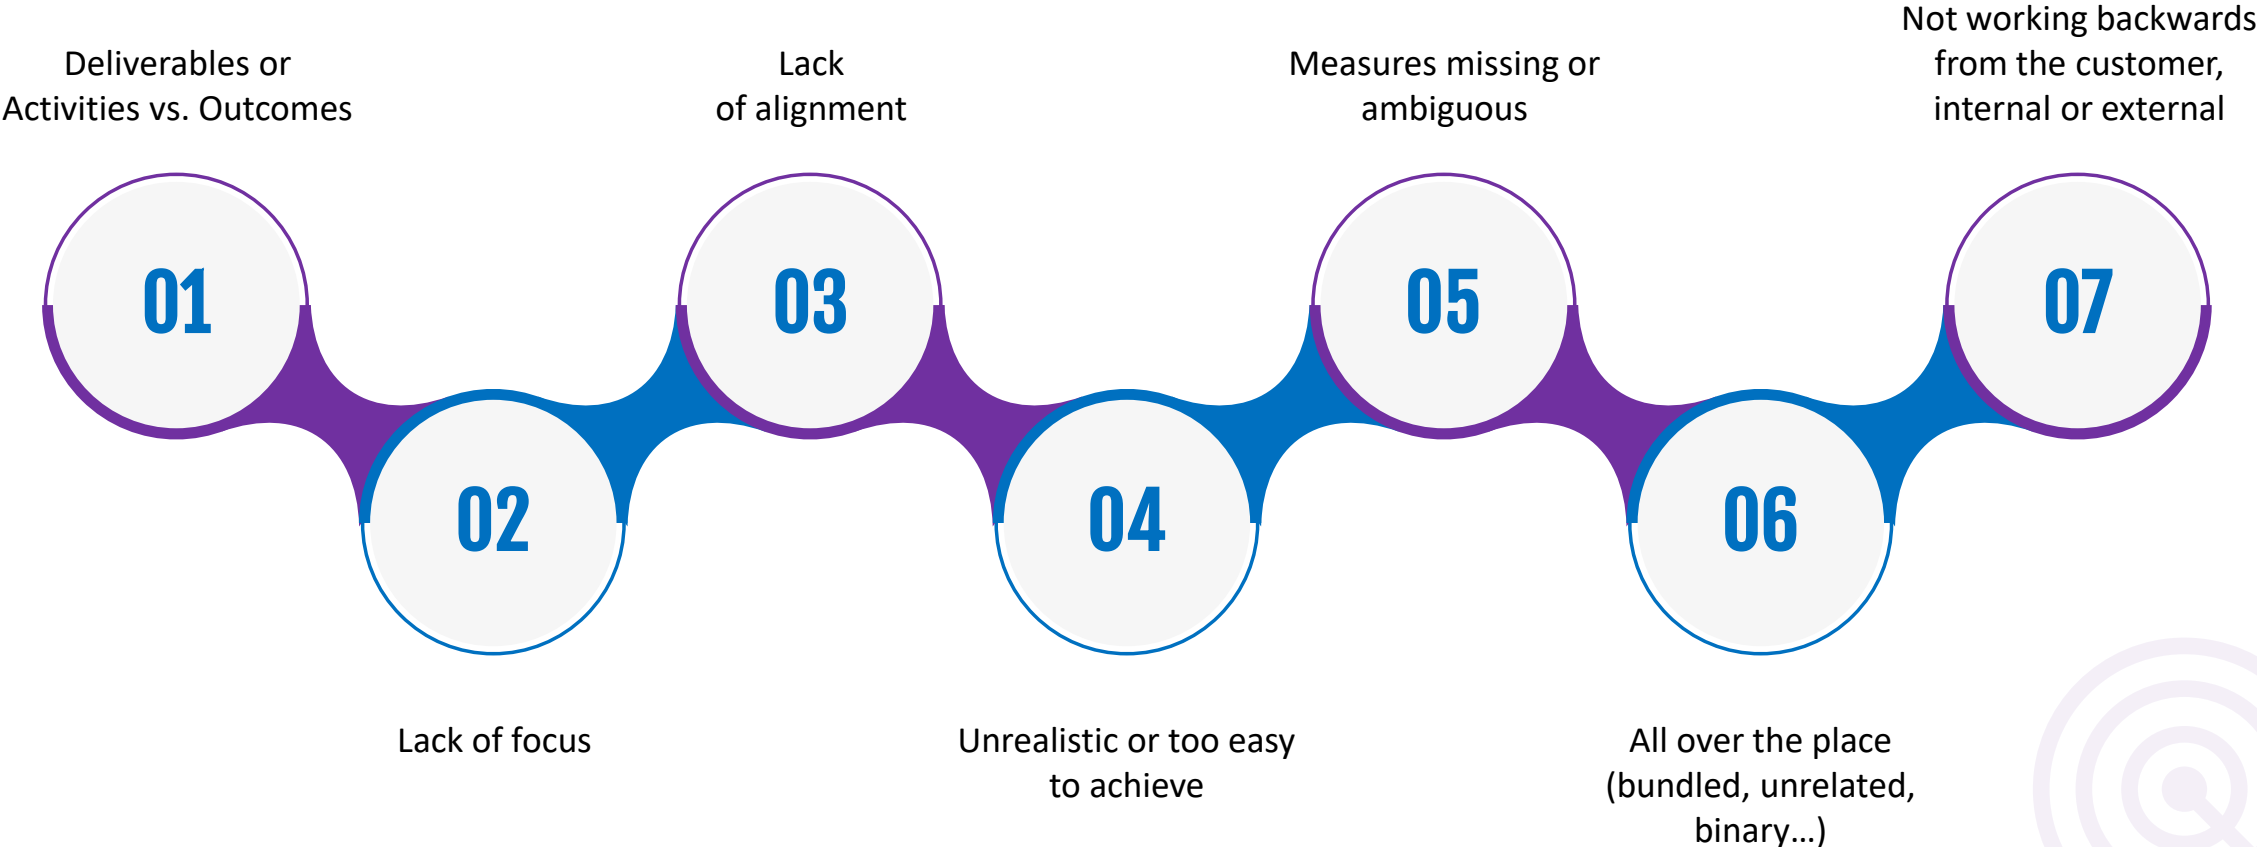 Deliverables or
Activities vs. Outcomes
01
Lack of focus
02
Lack
of alignment
03
Unrealistic or too easy
to achieve
04
Measures missing or
ambiguous
05
All over the place
(bundled, unrelated,
binary…)
06
Not working backwards
from the customer,
internal or external
07